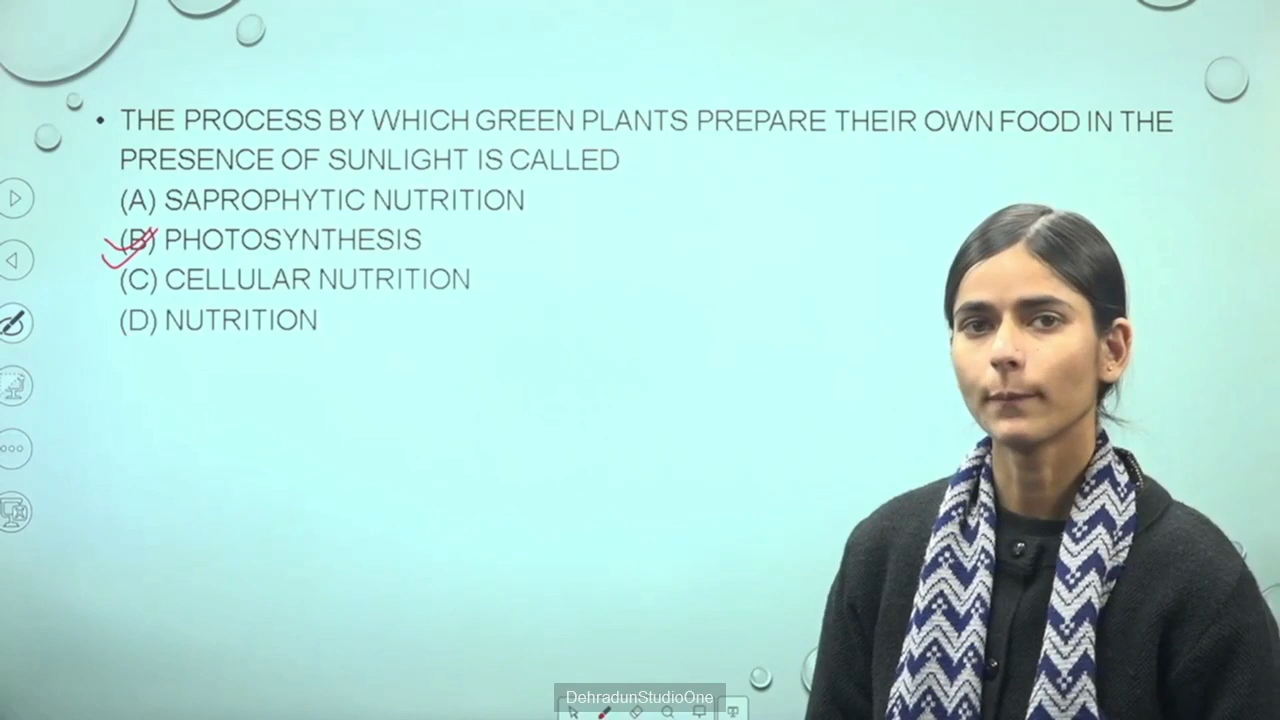 • THE PROCESS BY WHICH GREEN PLANTS PREPARE THEIR OWN FOOD IN THE
PRESENCE OF SUNLIGHT IS CALLED
(A) SAPROPHYTIC NUTRITION
(B) PHOTOSYNTHESIS
(C) CELLULAR NUTRITION
(D) NUTRITION
DehradunStudioOne